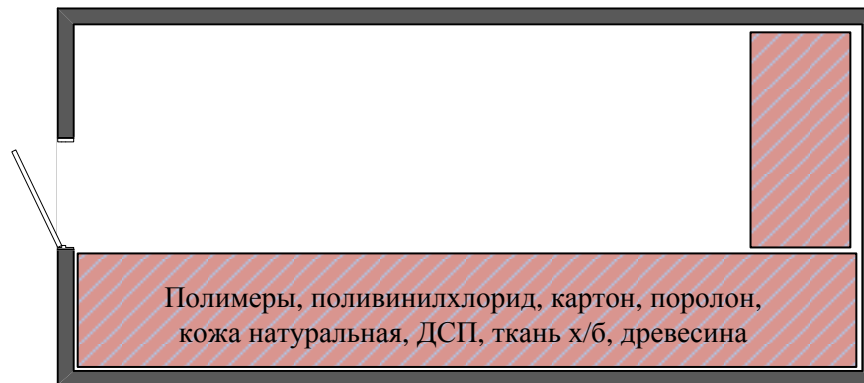 Полимеры, поливинилхлорид, картон, поролон,
кожа натуральная, ДСП, ткань х/б, древесина